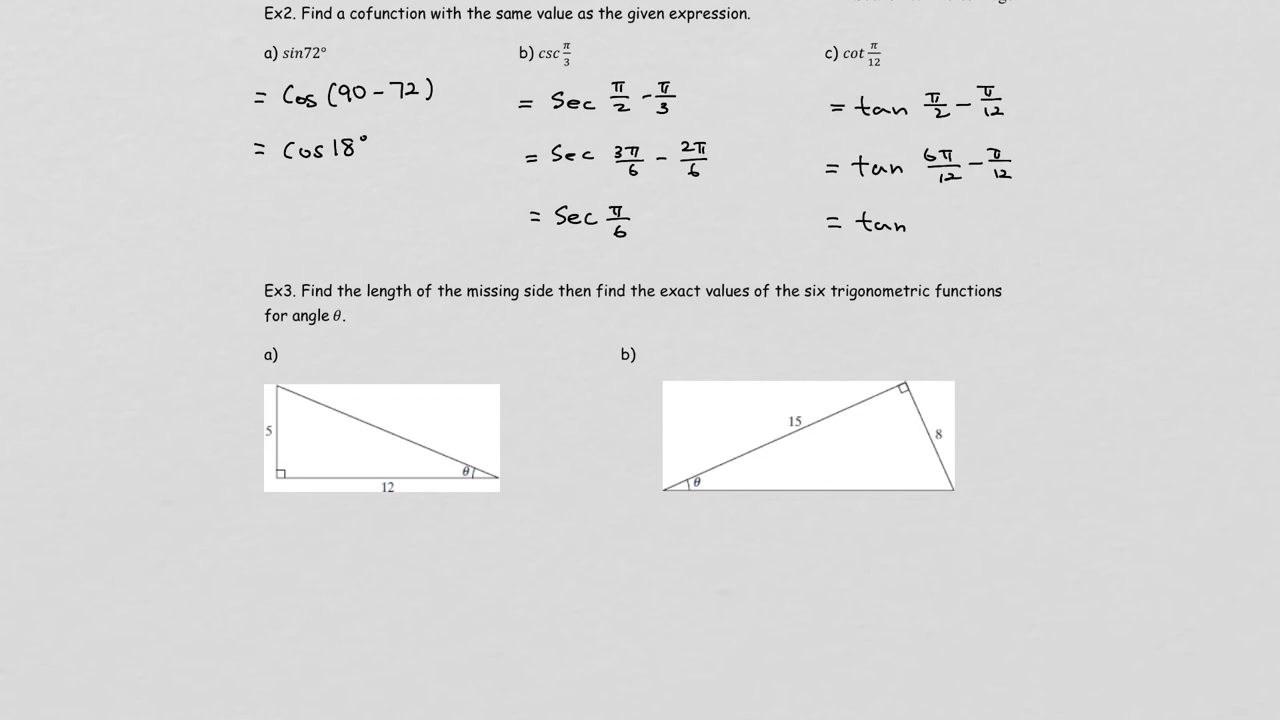 Ex2. Find a cofunction with the same value as the given expression.
a) sin72°
= Cos (90 - 72)
= Cos 18°
b) csc π/3
= Sec π/2 - π/3
= Sec 3π/6 - 2π/6
= Sec π/6
c) cot π/12
= tan π/2 - π/12
= tan 6π/12 - π/12
= tan
Ex3. Find the length of the missing side then find the exact values of the six trigonometric functions
for angle θ.
a)
5
θ
12
b)
15
8
θ